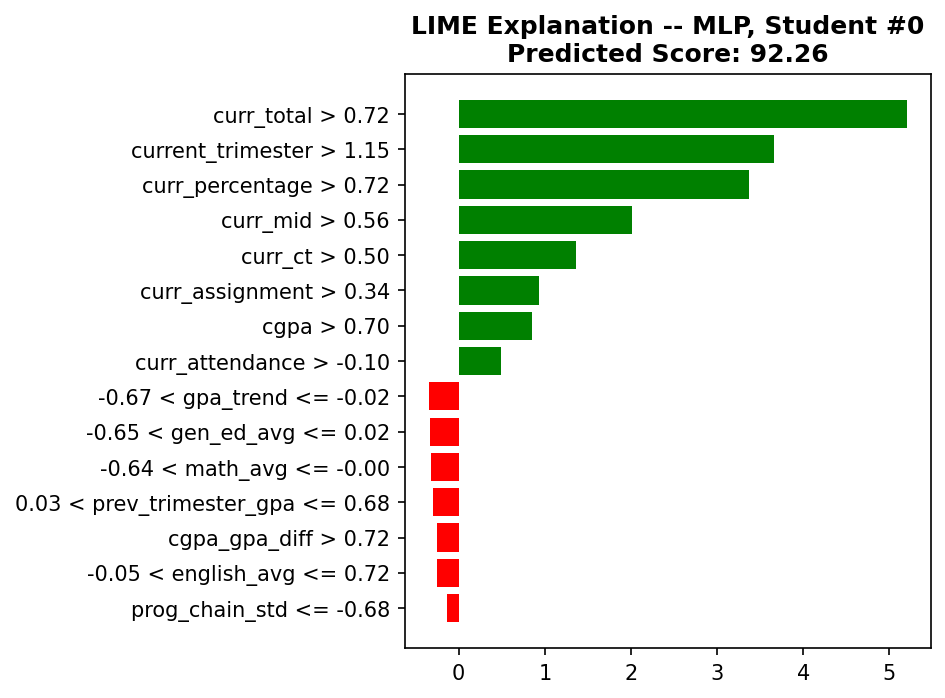 LIME Explanation -- MLP, Student #0
Predicted Score: 92.26
curr_total > 0.72
current_trimester > 1.15
curr_percentage > 0.72
curr_mid > 0.56
curr_ct > 0.50
curr_assignment > 0.34
cgpa > 0.70
curr_attendance > -0.10
-0.67 < gpa_trend <= -0.02
-0.65 < gen_ed_avg <= 0.02
-0.64 < math_avg <= -0.00
0.03 < prev_trimester_gpa <= 0.68
cgpa_gpa_diff > 0.72
-0.05 < english_avg <= 0.72
prog_chain_std <= -0.68
0 1 2 3 4 5